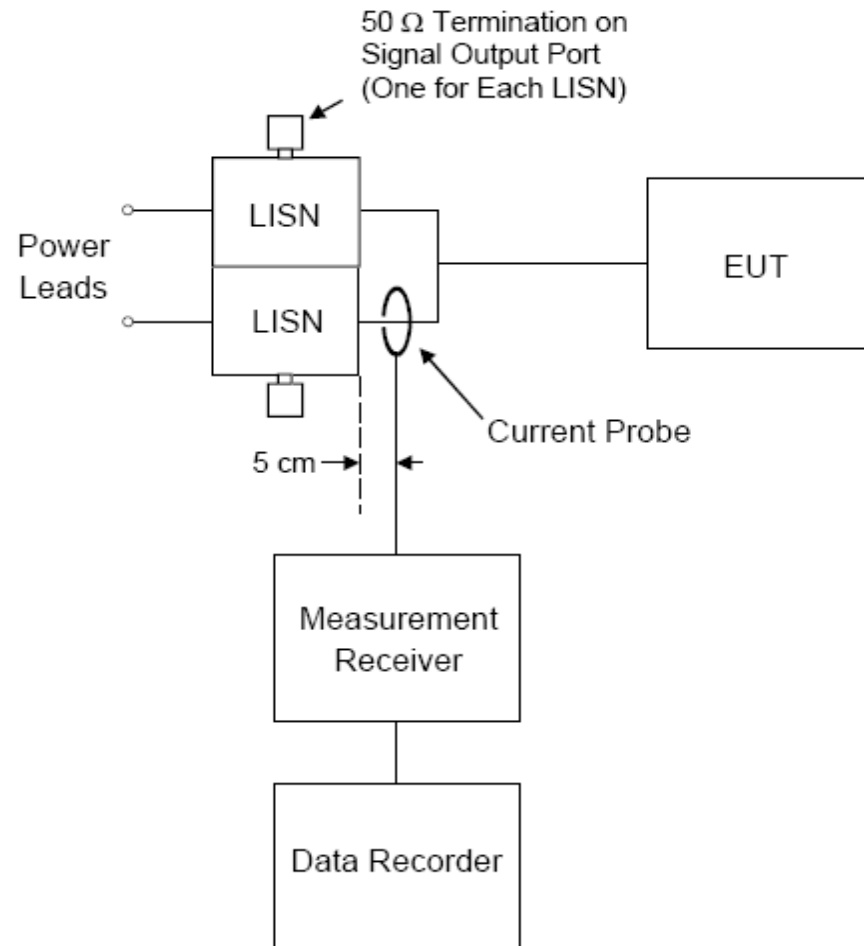 50 Ω Termination on
Signal Output Port
(One for Each LISN)
LISN
Power
Leads
EUT
LISN
Current Probe
5 cm
Measurement
Receiver
Data Recorder